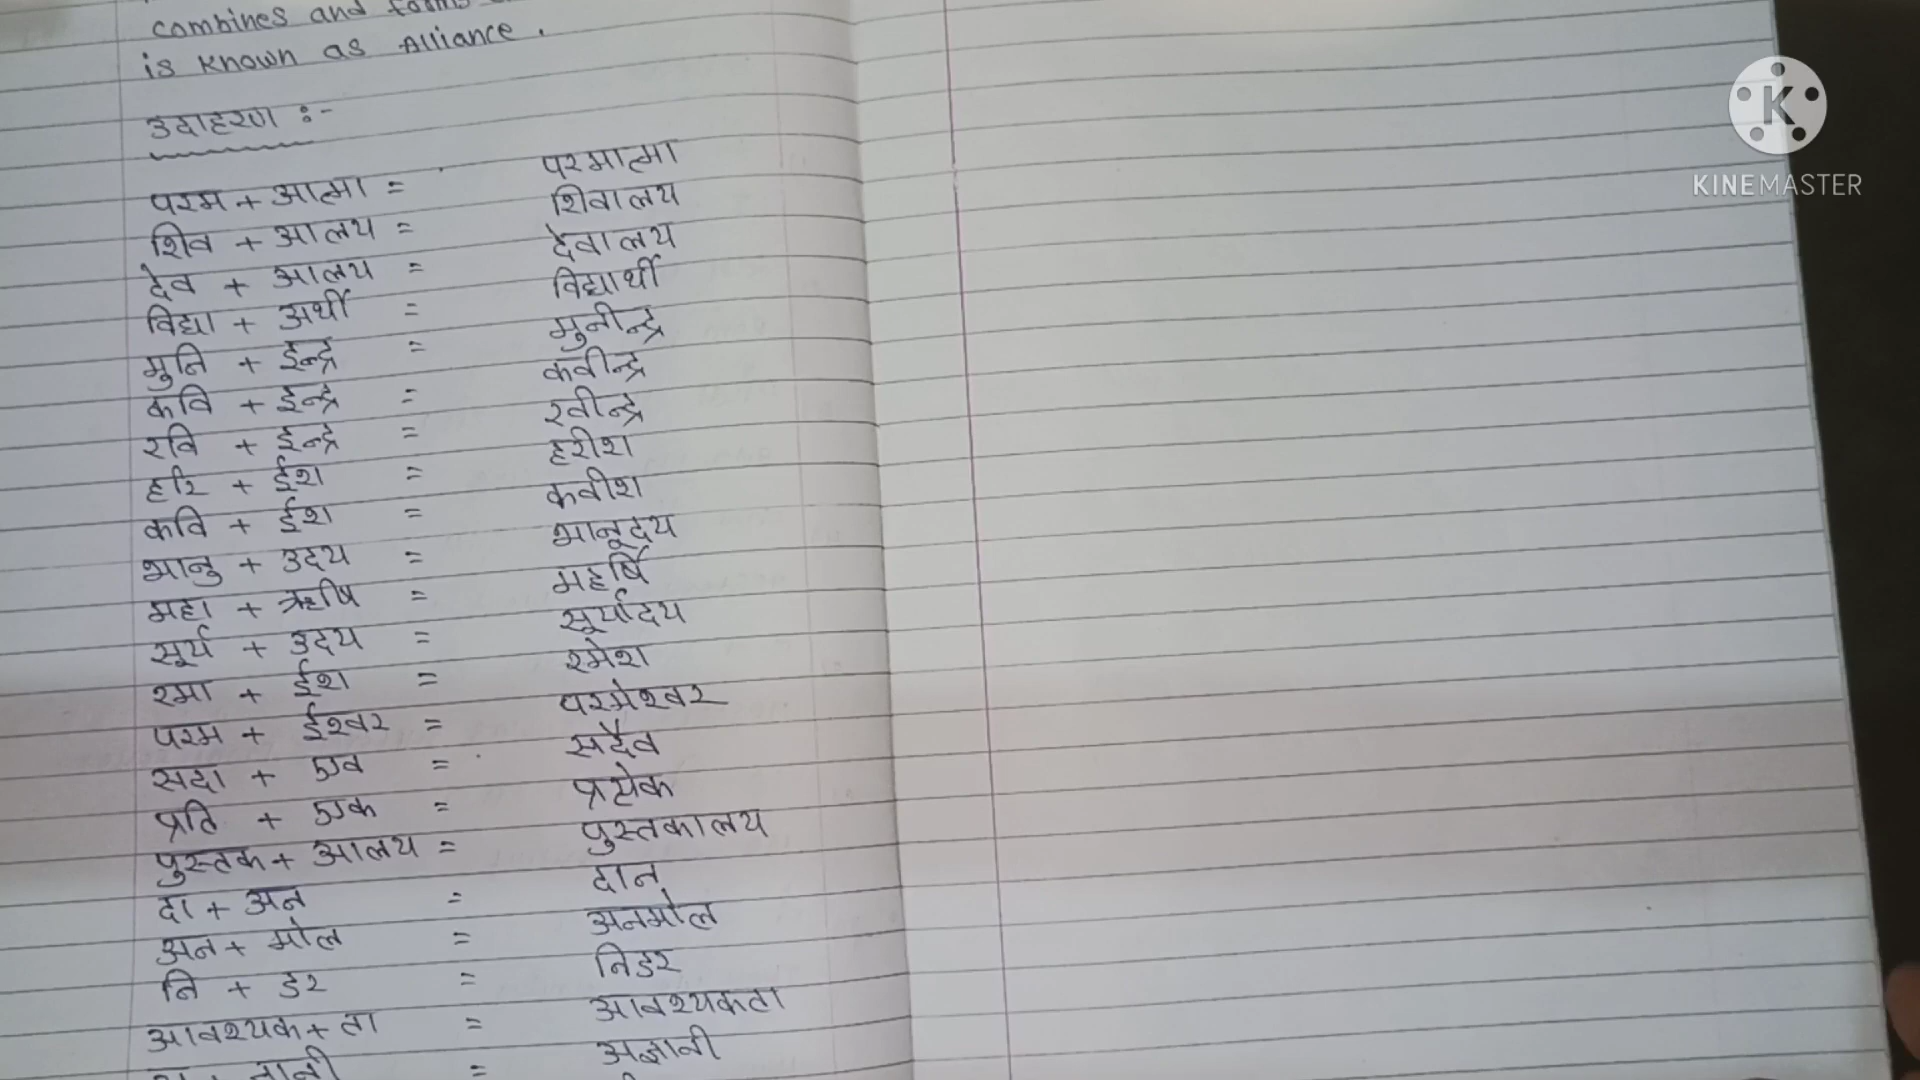 combines and forms
is known as Alliance.
उदाहरण :-
परम + आत्मा = परमात्मा
शिव + आलय = शिवालय
देव + आलय = देवालय
विद्या + अर्थी = विद्यार्थी
मुनि + ईन्द्र = मुनीन्द्र
कवि + ईन्द्र = कवीन्द्र
रवि + ईन्द्र = रवीन्द्र
हरि + ईश = हरीश
कवि + ईश = कवीश
भानु + उदय = भानूदय
महा + ऋषि = महर्षि
सूर्य + उदय = सूर्योदय
रमा + ईश = रमेश
परम + ईश्वर = परमेश्वर
सदा + एव = सदैव
प्रति + एक = प्रत्येक
पुस्तक + आलय = पुस्तकालय
दा + अन = दान
अन + मोल = अनमोल
नि + डर = निडर
आवश्यक + ता = आवश्यकता
= अज्ञानी
KINEMASTER